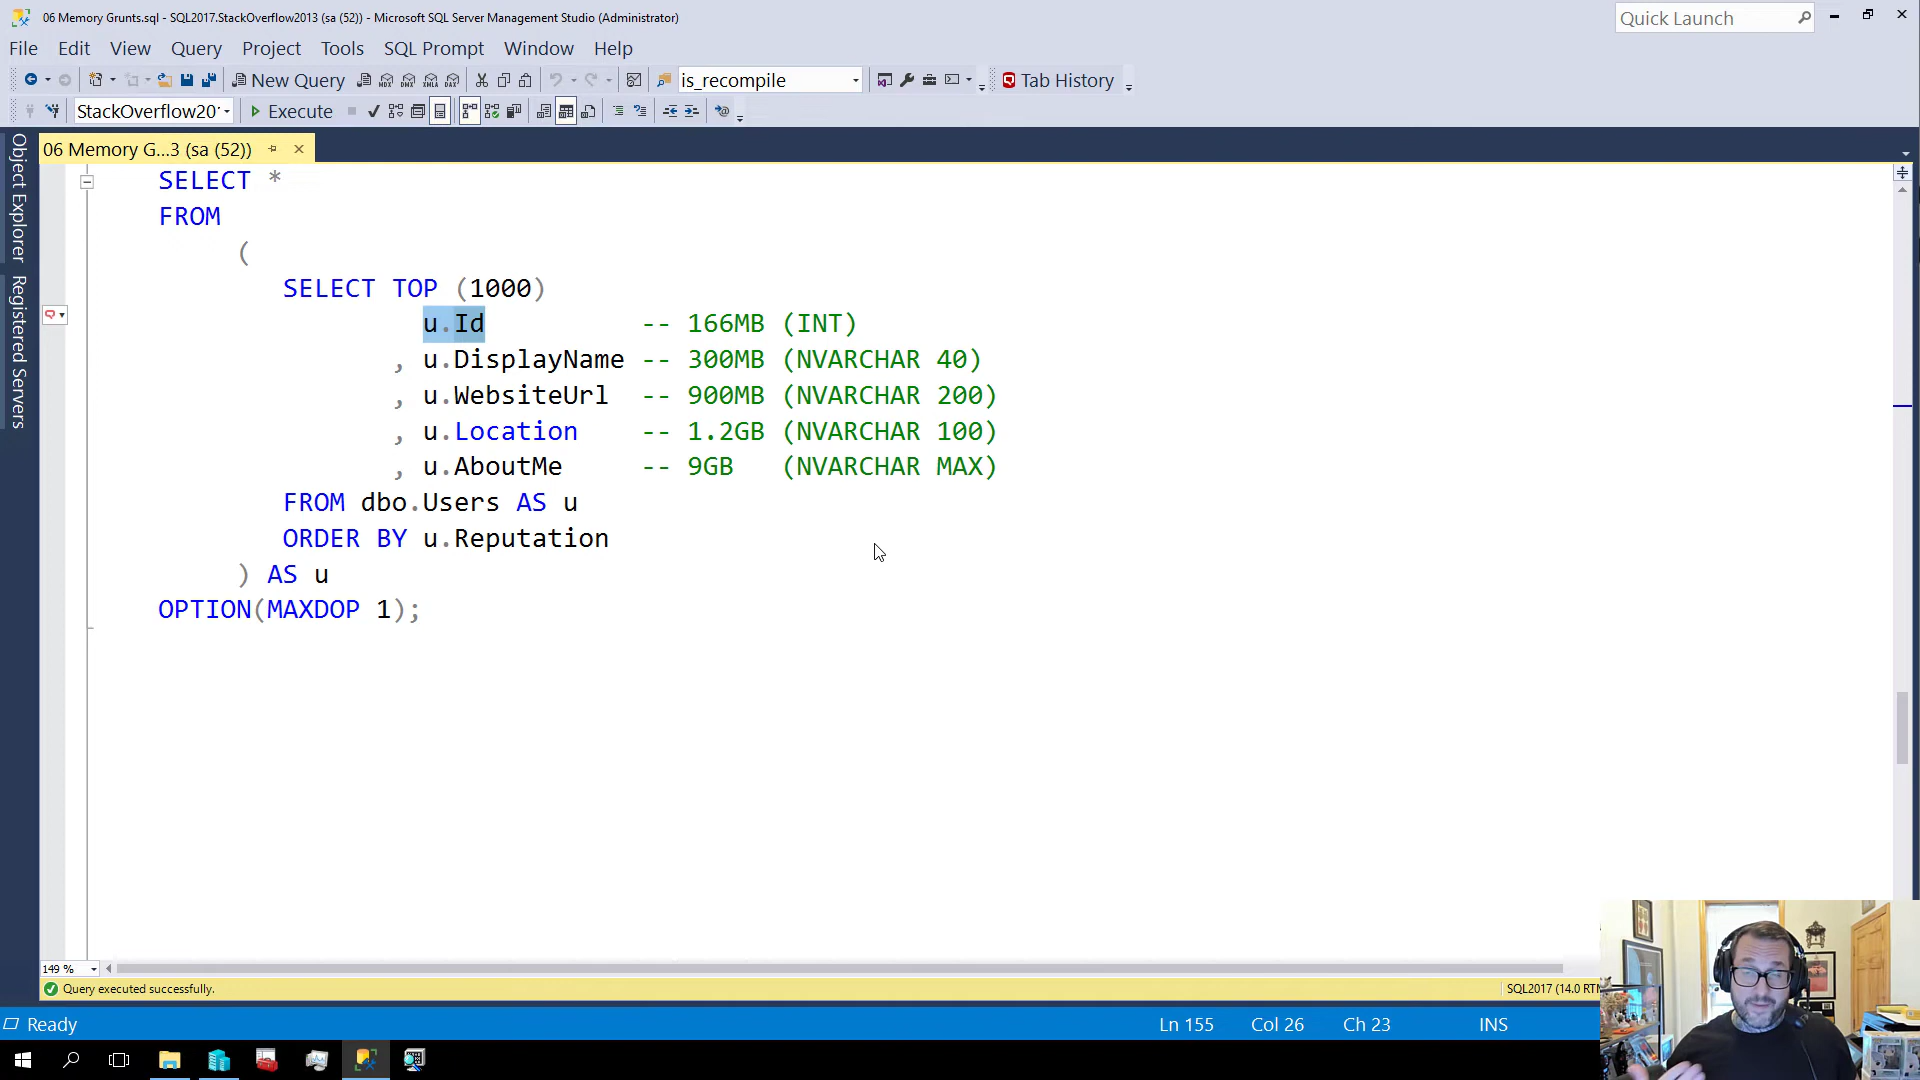 06 Memory Grunts.sql - SQL2017.StackOverflow2013 (sa (52)) - Microsoft SQL Server Management Studio (Administrator)
Quick Launch
File Edit View Query Project Tools SQL Prompt Window Help
New Query
is_recompile
Tab History
StackOverflow20
Execute
06 Memory G...3 (sa (52))
Object Explorer
Registered Servers
SELECT *
FROM
(
SELECT TOP (1000)
u.Id -- 166MB (INT)
, u.DisplayName -- 300MB (NVARCHAR 40)
, u.WebsiteUrl -- 900MB (NVARCHAR 200)
, u.Location -- 1.2GB (NVARCHAR 100)
, u.AboutMe -- 9GB (NVARCHAR MAX)
FROM dbo.Users AS u
ORDER BY u.Reputation
) AS u
OPTION(MAXDOP 1);
149 %
Query executed successfully.
SQL2017 (14.0 RTM
Ready
Ln 155
Col 26
Ch 23
INS